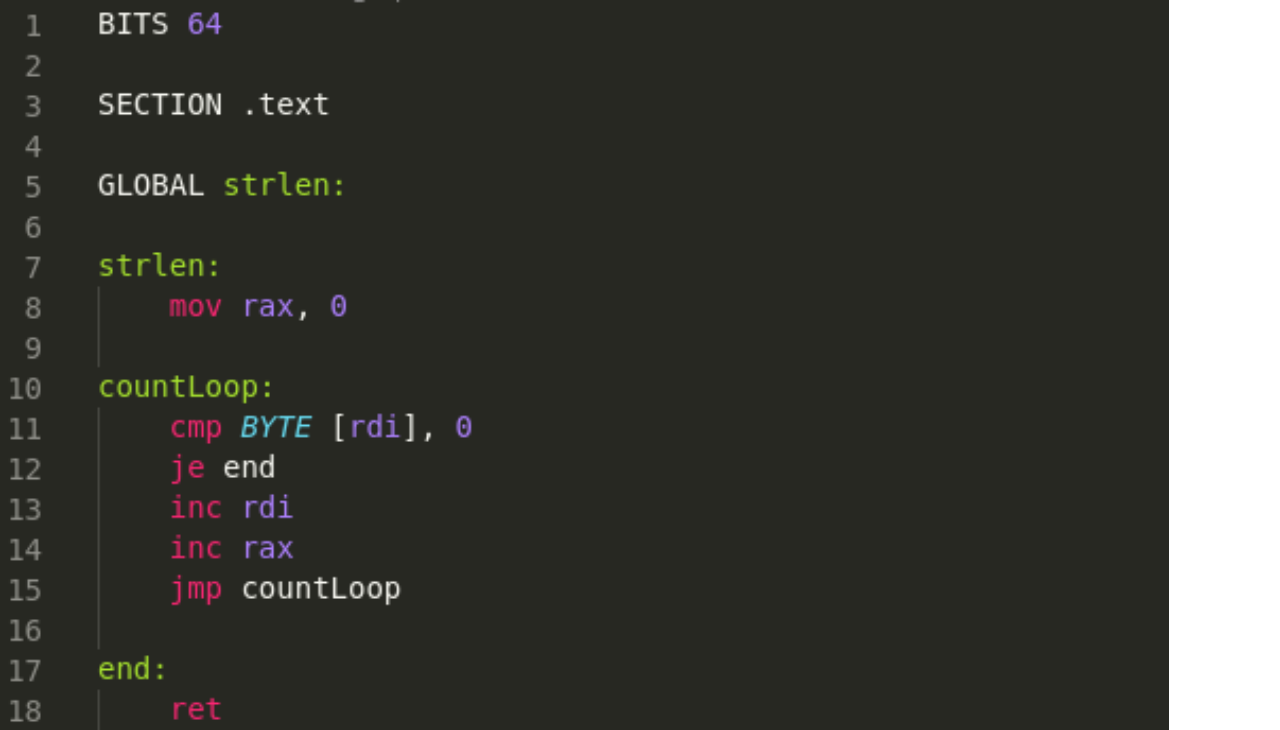 1 BITS 64
2
3 SECTION .text
4
5 GLOBAL strlen:
6
7 strlen:
8     mov rax, 0
9
10 countLoop:
11     cmp BYTE [rdi], 0
12     je end
13     inc rdi
14     inc rax
15     jmp countLoop
16
17 end:
18     ret